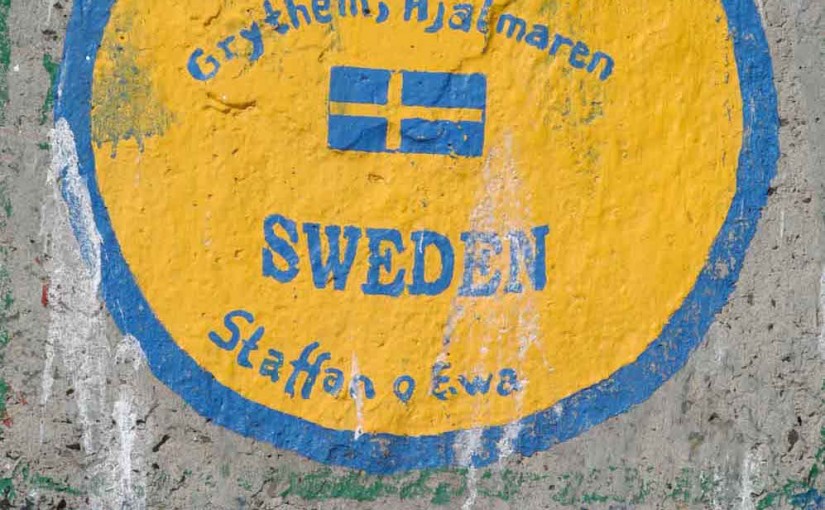 Grythem, Hjälmaren
SWEDEN
Staffan o Ewa